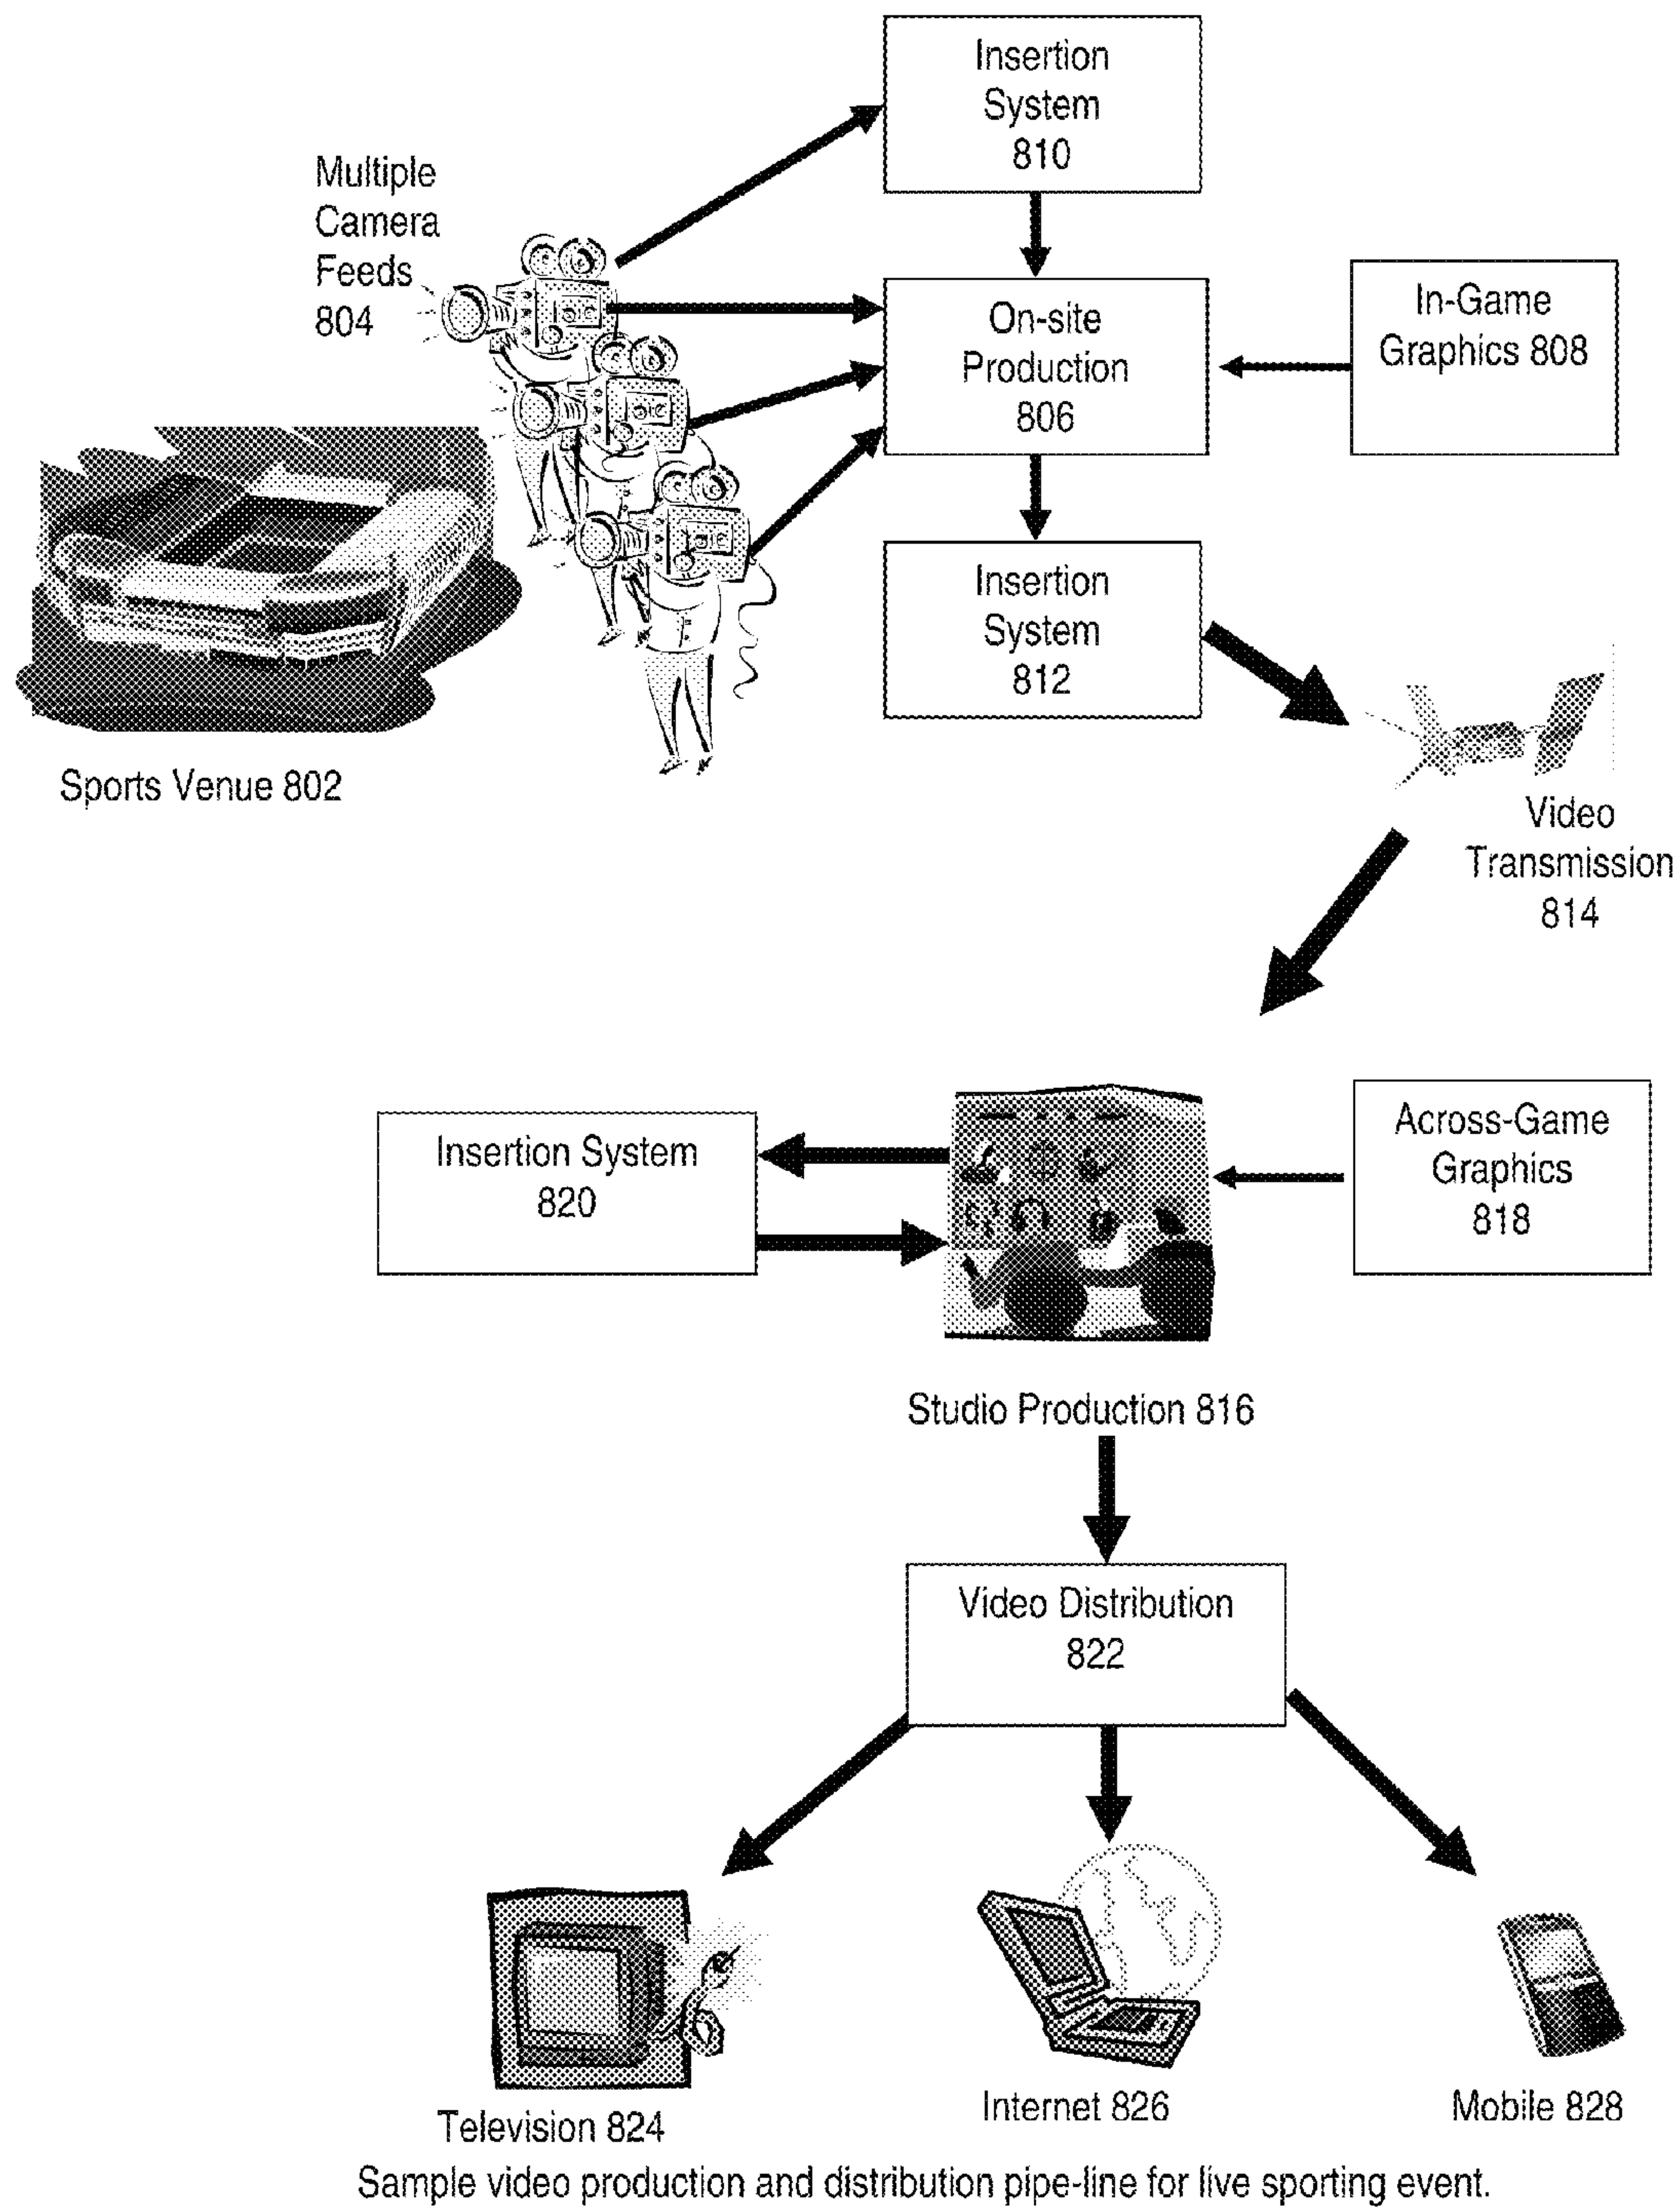 Insertion
System
810
Multiple
Camera
Feeds
804
On-site
Production
806
In-Game
Graphics 808
Insertion
System
812
Sports Venue 802
Video
Transmission
814
Insertion System
820
Across-Game
Graphics
818
Studio Production 816
Video Distribution
822
Television 824
Internet 826
Mobile 828
Sample video production and distribution pipe-line for live sporting event.